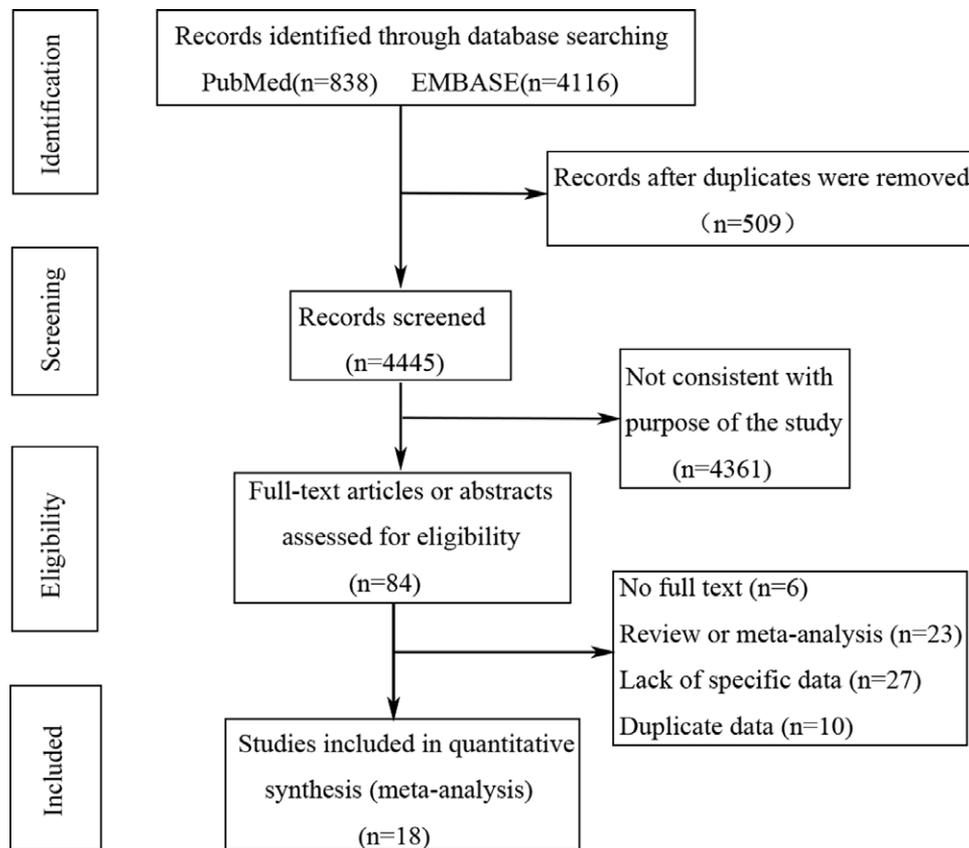 Identification
Records identified through database searching
PubMed(n=838) EMBASE(n=4116)
Records after duplicates were removed
（n=509）
Screening
Records screened
(n=4445)
Not consistent with
purpose of the study
(n=4361)
Eligibility
Full-text articles or abstracts
assessed for eligibility
(n=84)
No full text (n=6)
Review or meta-analysis (n=23)
Lack of specific data (n=27)
Duplicate data (n=10)
Included
Studies included in quantitative
synthesis (meta-analysis)
(n=18)